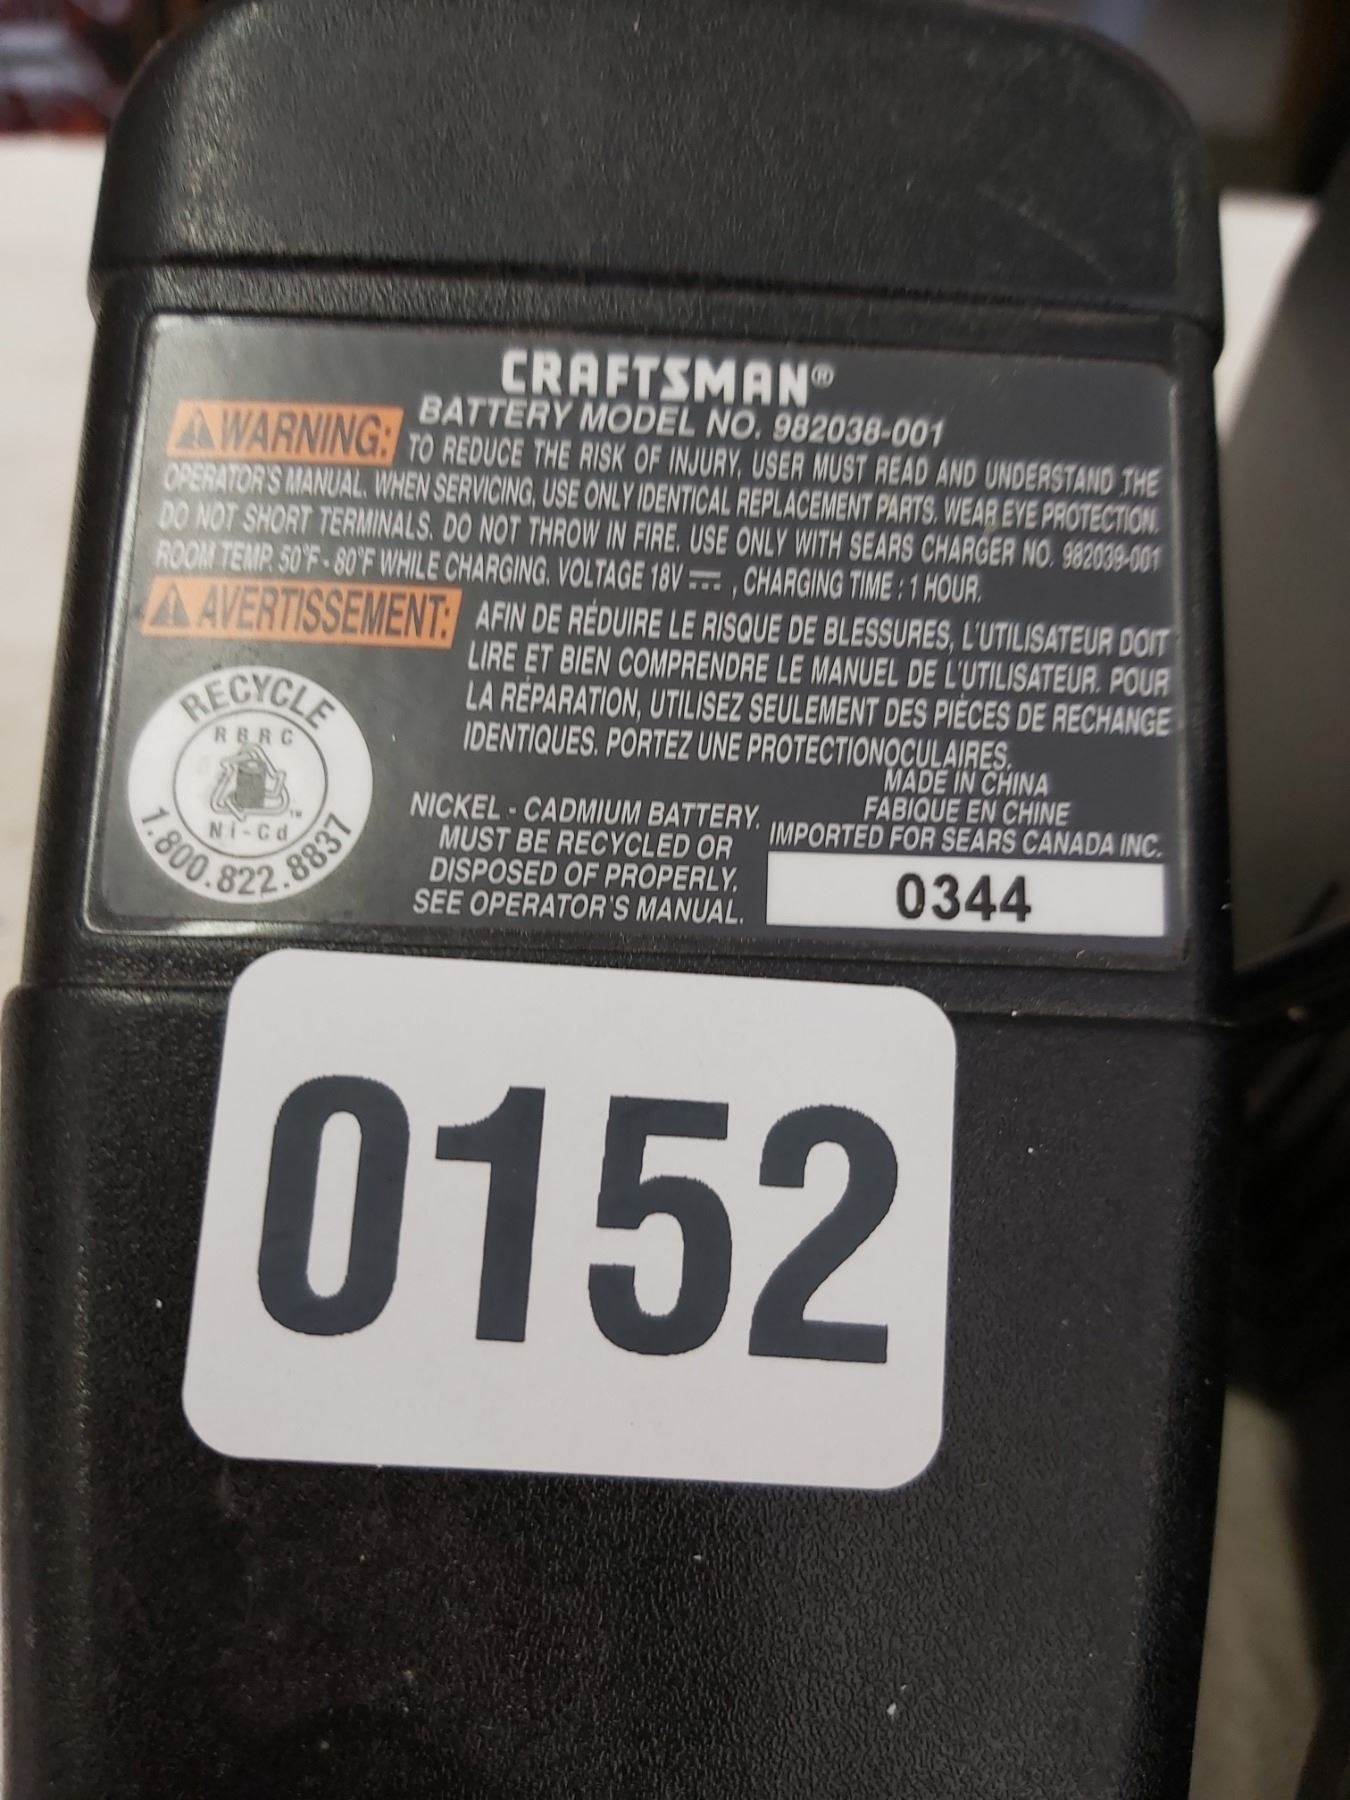 CRAFTSMAN®
BATTERY MODEL NO. 982038-001
WARNING: TO REDUCE THE RISK OF INJURY, USER MUST READ AND UNDERSTAND THE
OPERATOR'S MANUAL. WHEN SERVICING, USE ONLY IDENTICAL REPLACEMENT PARTS. WEAR EYE PROTECTION.
DO NOT SHORT TERMINALS. DO NOT THROW IN FIRE. USE ONLY WITH SEARS CHARGER NO. 982039-001
ROOM TEMP. 50°F - 80°F WHILE CHARGING. VOLTAGE 18V ⎓ , CHARGING TIME : 1 HOUR.
AVERTISSEMENT: AFIN DE RÉDUIRE LE RISQUE DE BLESSURES, L'UTILISATEUR DOIT
LIRE ET BIEN COMPRENDRE LE MANUEL DE L'UTILISATEUR. POUR
LA RÉPARATION, UTILISEZ SEULEMENT DES PIÈCES DE RECHANGE
IDENTIQUES. PORTEZ UNE PROTECTIONOCULAIRES.
RECYCLE
RBRC
TM
Ni-Cd
1.800.822.8837
NICKEL - CADMIUM BATTERY.
MUST BE RECYCLED OR
DISPOSED OF PROPERLY.
SEE OPERATOR'S MANUAL.
MADE IN CHINA
FABIQUE EN CHINE
IMPORTED FOR SEARS CANADA INC.
0344
0152